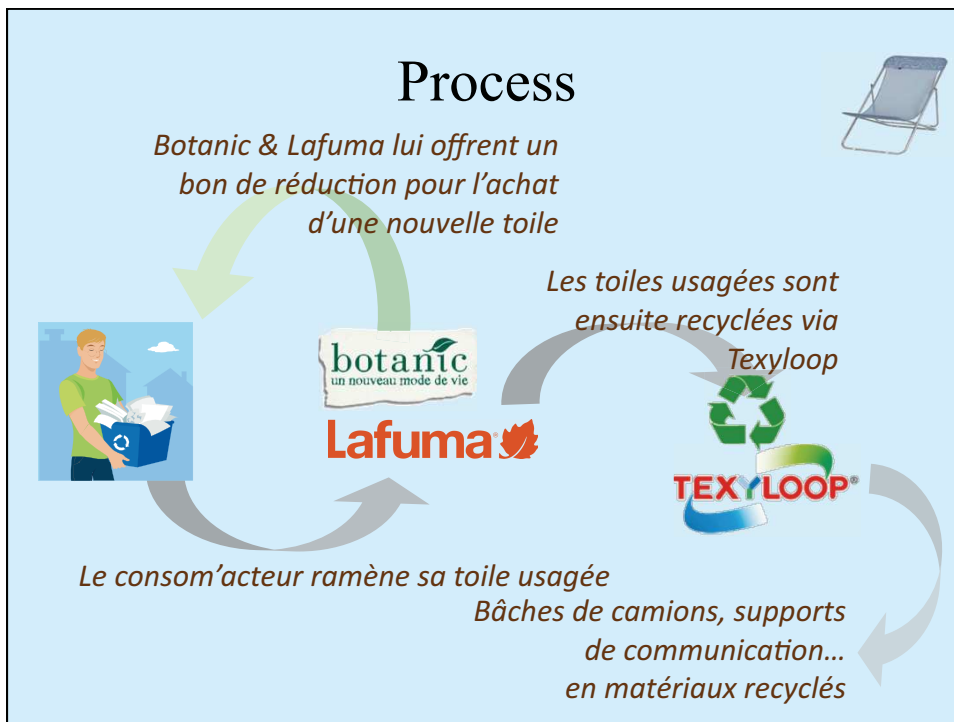 Process
Botanic & Lafuma lui offrent un
bon de réduction pour l’achat
d’une nouvelle toile
Les toiles usagées sont
ensuite recyclées via
Texyloop
botanic
un nouveau mode de vie
Lafuma®
TEXYLOOP®
Le consom’acteur ramène sa toile usagée
Bâches de camions, supports
de communication…
en matériaux recyclés